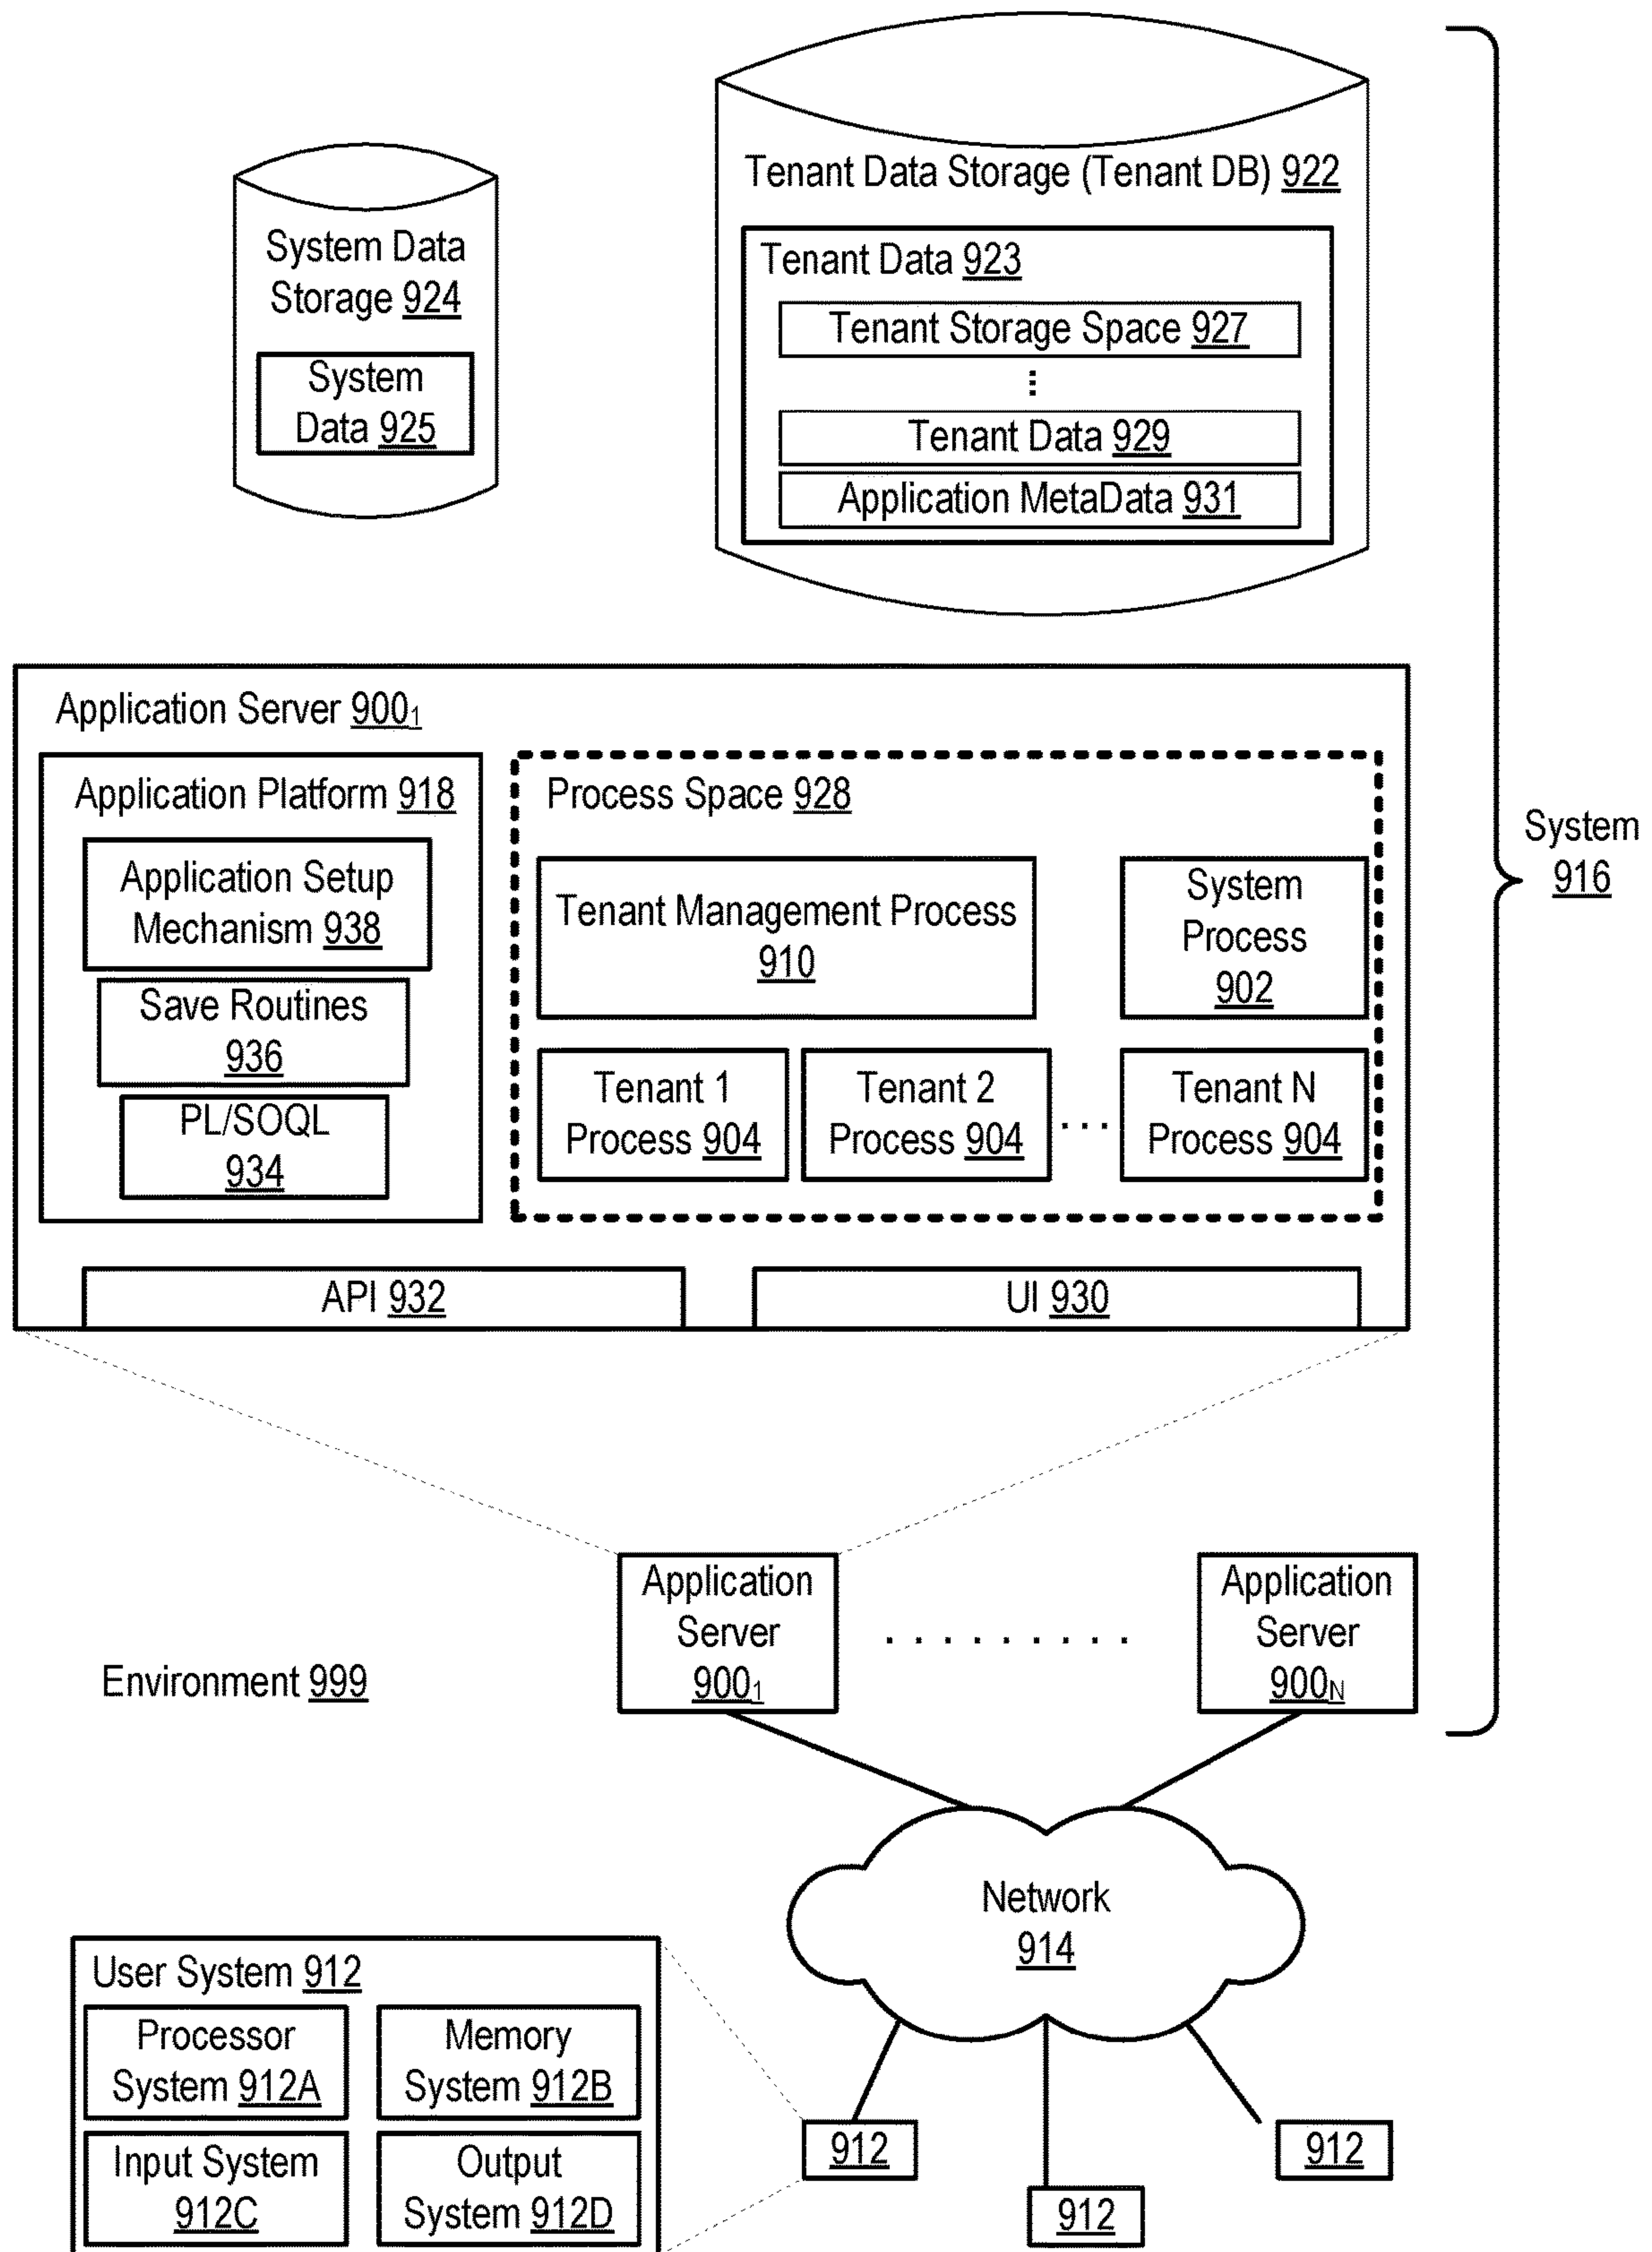 Tenant Data Storage (Tenant DB) 922
System Data
Storage 924
System
Data 925
Tenant Data 923
Tenant Storage Space 927
⋮
Tenant Data 929
Application MetaData 931
System
916
Application Server 900₁
Application Platform 918
Application Setup
Mechanism 938
Save Routines
936
PL/SOQL
934
Process Space 928
Tenant Management Process
910
System
Process
902
Tenant 1
Process 904
Tenant 2
Process 904
...
Tenant N
Process 904
API 932
UI 930
Application
Server
900₁
.........
Application
Server
900N
Environment 999
Network
914
User System 912
Processor
System 912A
Memory
System 912B
Input System
912C
Output
System 912D
912
912
912